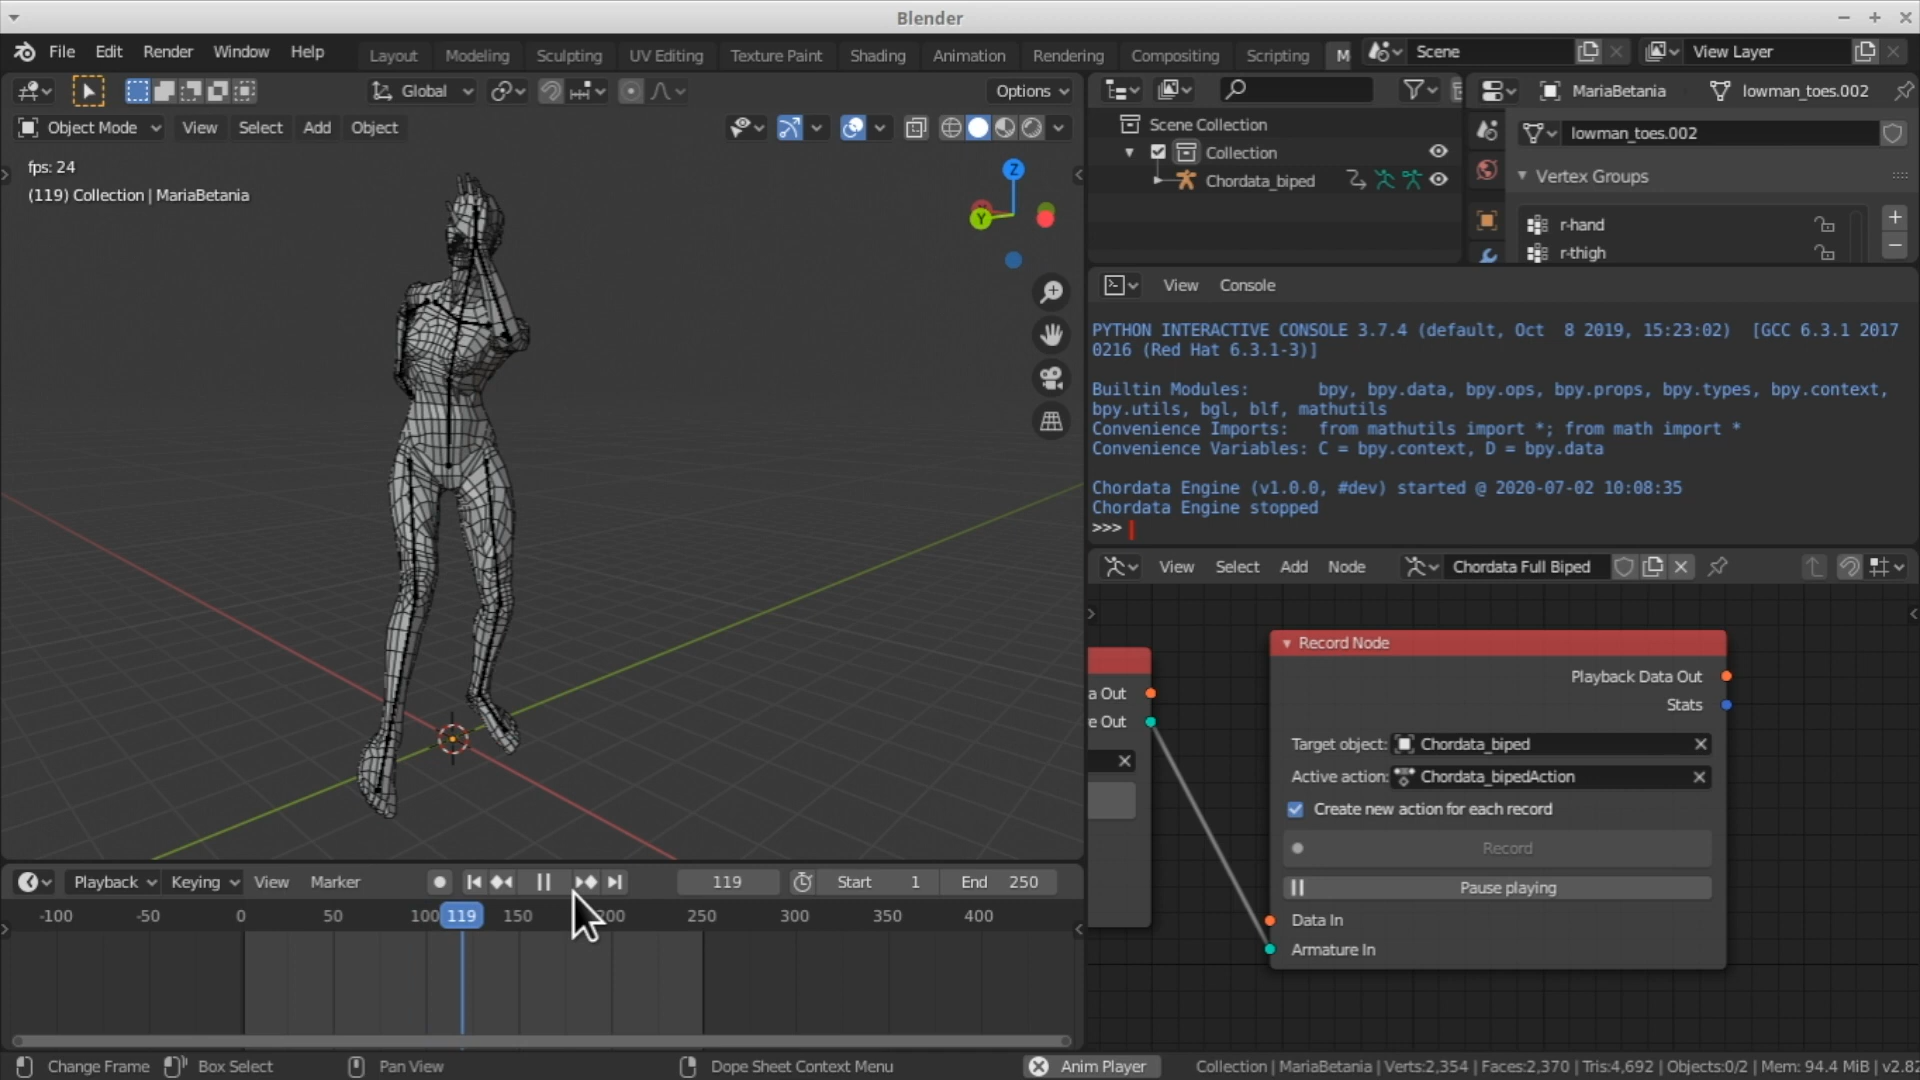 Blender
File Edit Render Window Help Layout Modeling Sculpting UV Editing Texture Paint Shading Animation Rendering Compositing Scripting M Scene View Layer
Global Options
Object Mode View Select Add Object
fps: 24
(119) Collection | MariaBetania
Z
Y
Scene Collection
Collection
Chordata_biped
MariaBetania lowman_toes.002
lowman_toes.002
Vertex Groups
r-hand
r-thigh
View Console
PYTHON INTERACTIVE CONSOLE 3.7.4 (default, Oct  8 2019, 15:23:02)  [GCC 6.3.1 2017
0216 (Red Hat 6.3.1-3)]
Builtin Modules:       bpy, bpy.data, bpy.ops, bpy.props, bpy.types, bpy.context,
bpy.utils, bgl, blf, mathutils
Convenience Imports:   from mathutils import *; from math import *
Convenience Variables: C = bpy.context, D = bpy.data
Chordata Engine (v1.0.0, #dev) started @ 2020-07-02 10:08:35
Chordata Engine stopped
>>>
View Select Add Node Chordata Full Biped
a Out
e Out
Record Node
Playback Data Out
Stats
Target object: Chordata_biped
Active action: Chordata_bipedAction
Create new action for each record
Record
Pause playing
Data In
Armature In
Playback Keying View Marker 119 Start 1 End 250
-100 -50 0 50 100 119 150 200 250 300 350 400
Change Frame Box Select Pan View Dope Sheet Context Menu Anim Player Collection | MariaBetania | Verts:2,354 | Faces:2,370 | Tris:4,692 | Objects:0/2 | Mem: 94.4 MiB | v2.82